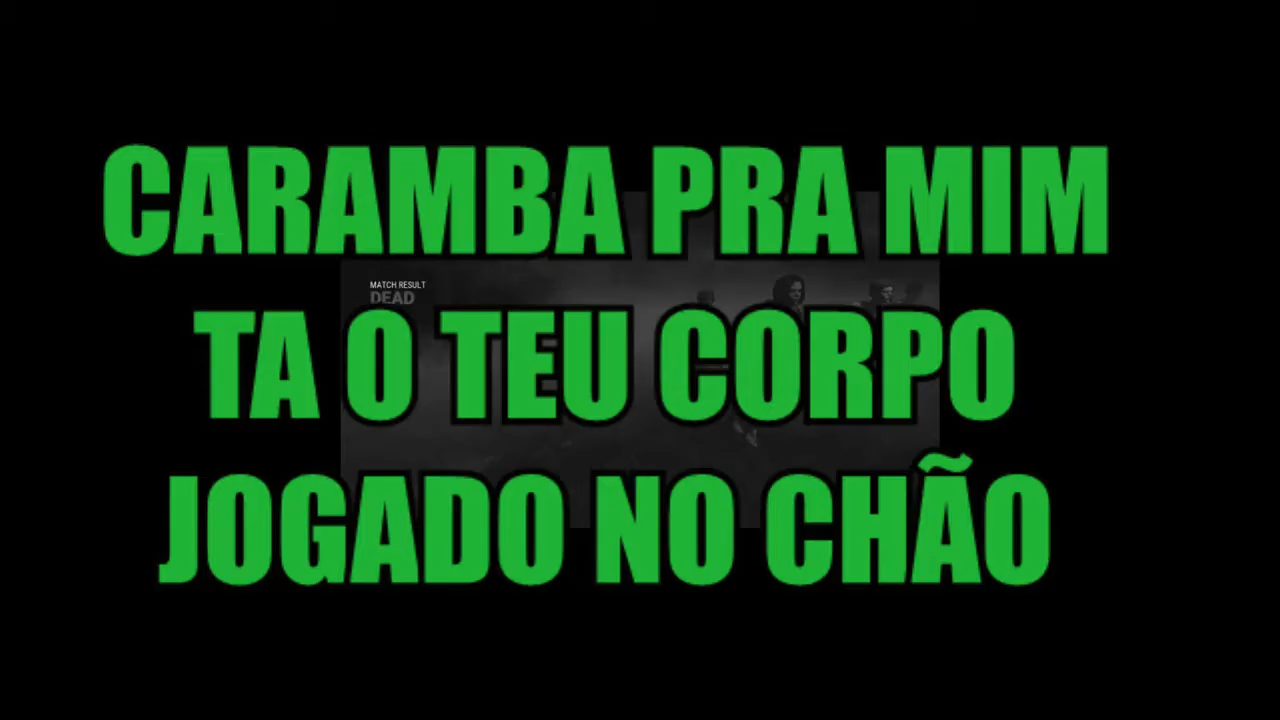 CARAMBA PRA MIM
MATCH RESULT
DEAD
TA O TEU CORPO
JOGADO NO CHÃO